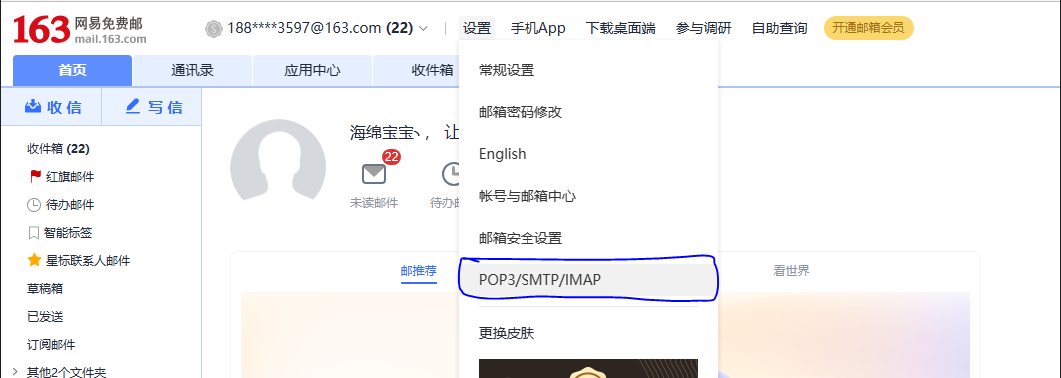 163 网易免费邮
mail.163.com
188****3597@163.com (22)
设置 手机App 下载桌面端 参与调研 自助查询 开通邮箱会员
首页 通讯录 应用中心 收件箱
收信 写信
收件箱 (22)
红旗邮件
待办邮件
智能标签
星标联系人邮件
草稿箱
已发送
订阅邮件
其他2个文件夹
海绵宝宝丶， 让
22
未读邮件 待办
邮推荐
看世界
常规设置
邮箱密码修改
English
帐号与邮箱中心
邮箱安全设置
POP3/SMTP/IMAP
更换皮肤